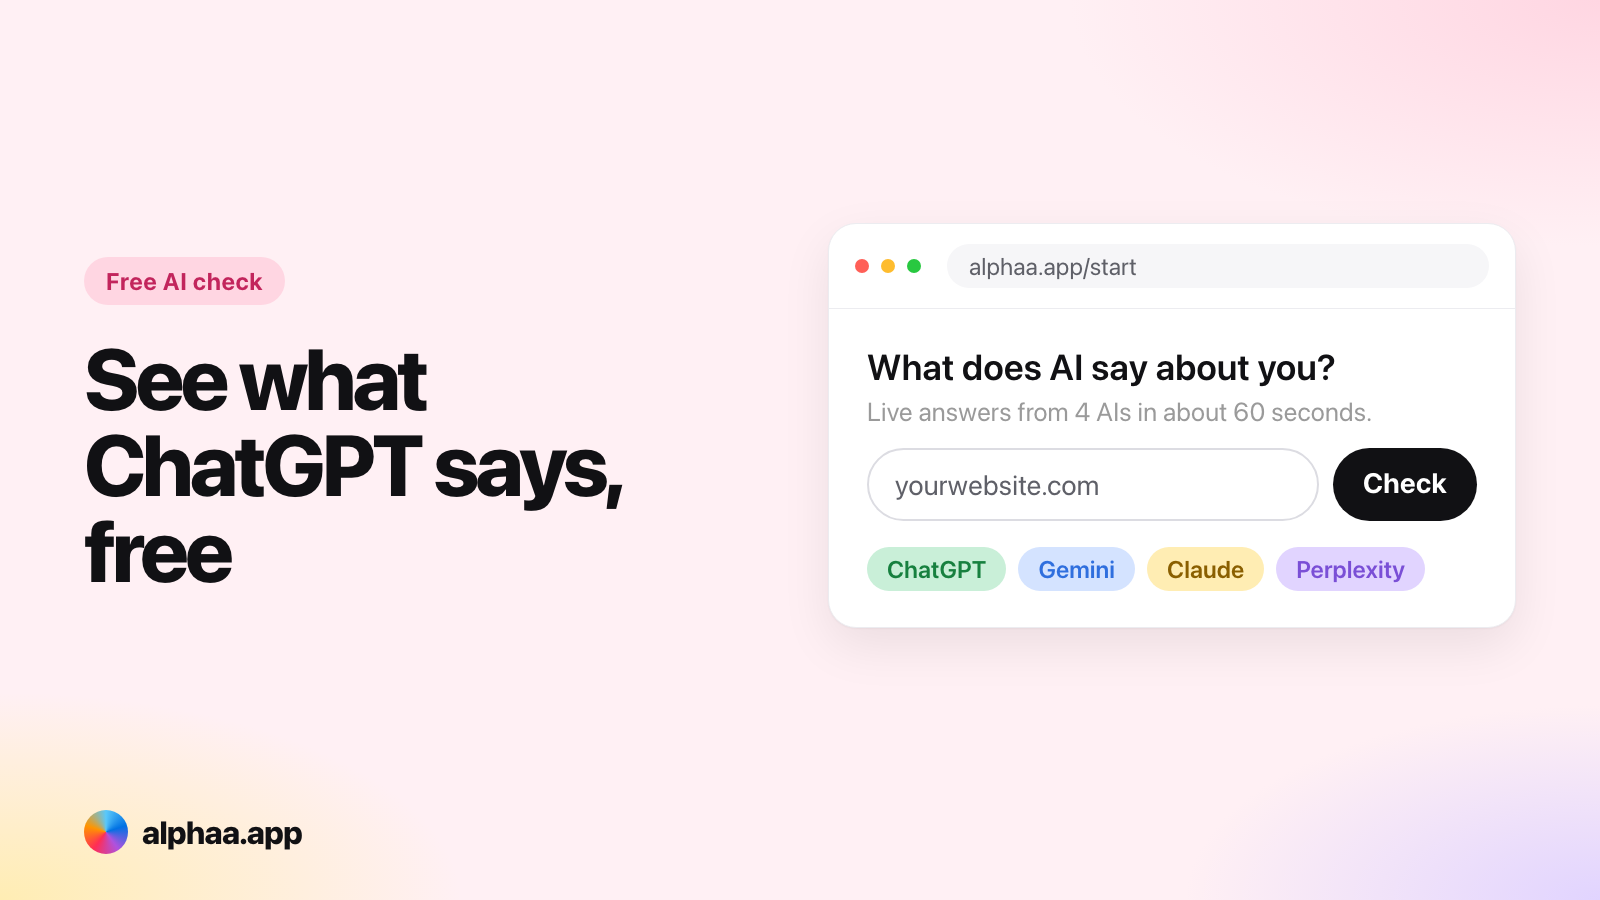 Free AI check
See what
ChatGPT says,
free
alphaa.app
alphaa.app/start
What does AI say about you?
Live answers from 4 AIs in about 60 seconds.
yourwebsite.com
Check
ChatGPT
Gemini
Claude
Perplexity